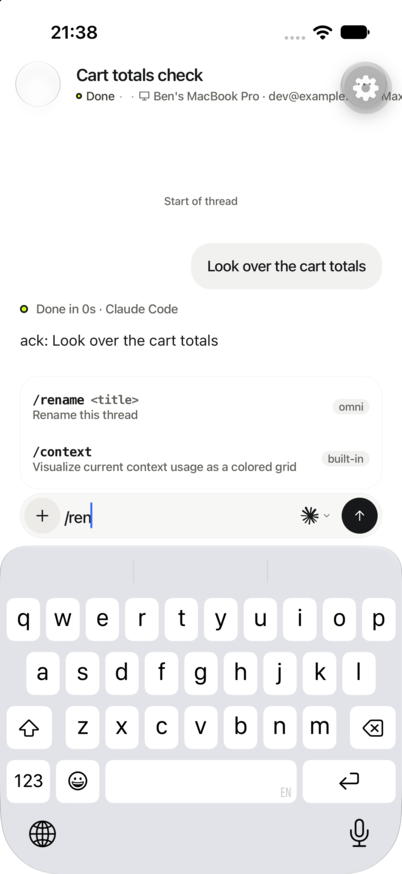 21:38
Cart totals check
Done · · Ben's MacBook Pro · dev@example. Max
Start of thread
Look over the cart totals
Done in 0s · Claude Code
ack: Look over the cart totals
/rename <title>
Rename this thread
omni
/context
Visualize current context usage as a colored grid
built-in
/ren
q w e r t y u i o p
a s d f g h j k l
z x c v b n m
123
EN